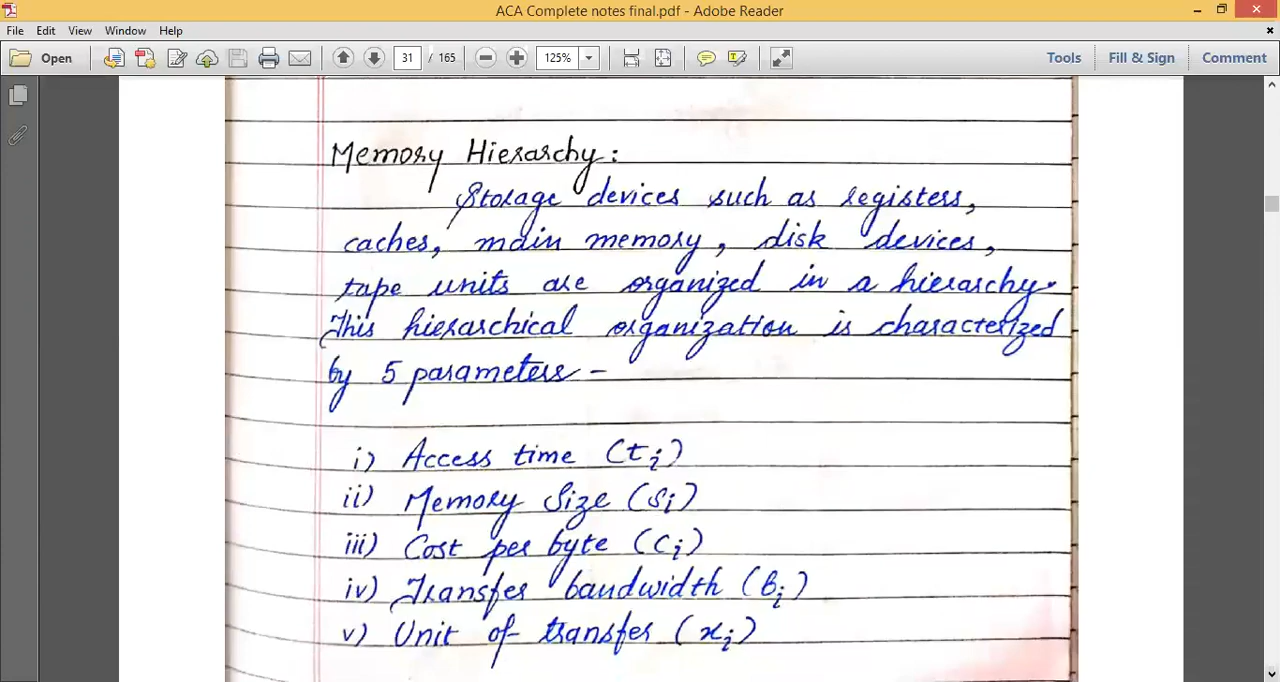 ACA Complete notes final.pdf - Adobe Reader
File Edit View Window Help
Open 31 / 165 125% Tools Fill & Sign Comment
Memory Hierarchy:
Storage devices such as registers,
caches, main memory, disk devices,
tape units are organized in a hierarchy.
This hierarchical organization is characterized
by 5 parameters -
i) Access time (ti)
ii) Memory Size (si)
iii) Cost per byte (ci)
iv) Transfer bandwidth (bi)
v) Unit of transfer (xi)